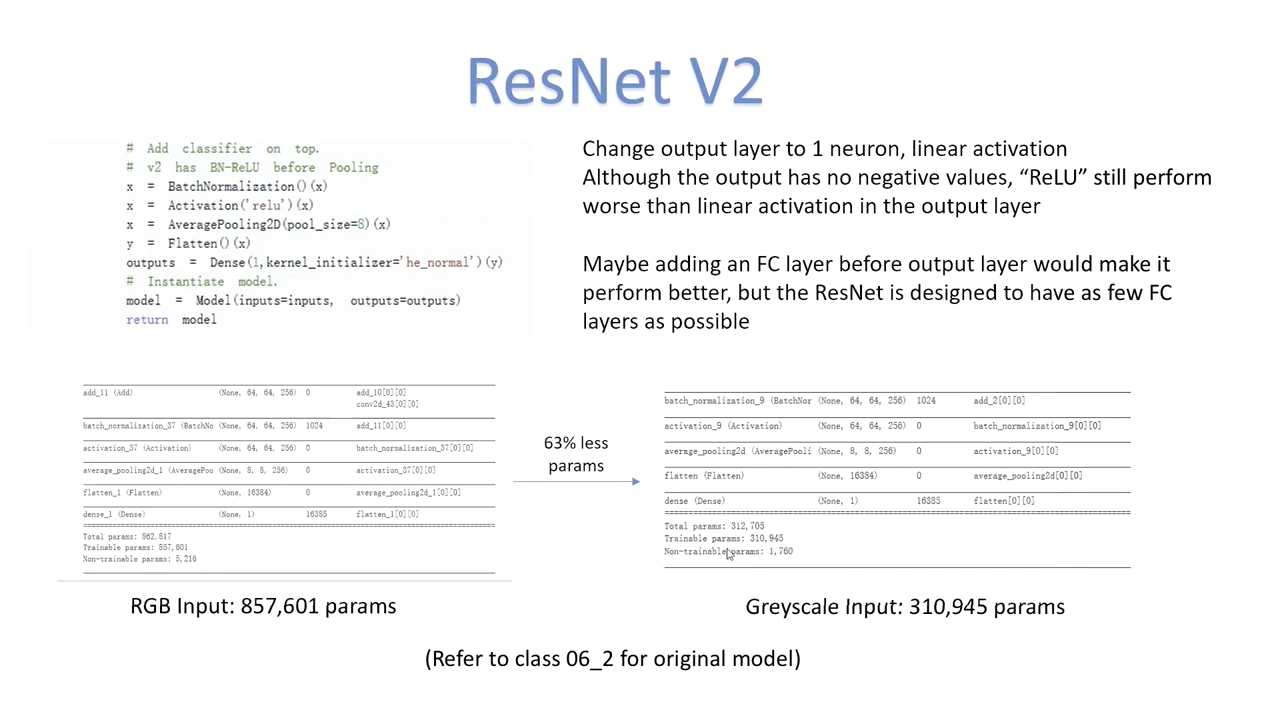 ResNet V2
# Add classifier on top.
# v2 has BN-ReLU before Pooling
x = BatchNormalization()(x)
x = Activation('relu')(x)
x = AveragePooling2D(pool_size=8)(x)
y = Flatten()(x)
outputs = Dense(1,kernel_initializer='he_normal')(y)
# Instantiate model.
model = Model(inputs=inputs, outputs=outputs)
return model
Change output layer to 1 neuron, linear activation
Although the output has no negative values, “ReLU” still perform
worse than linear activation in the output layer
Maybe adding an FC layer before output layer would make it
perform better, but the ResNet is designed to have as few FC
layers as possible
add_11 (Add) (None, 64, 64, 256) 0 add_10[0][0]
conv2d_43[0][0]
batch_normalization_37 (BatchNo (None, 64, 64, 256) 1024 add_11[0][0]
activation_37 (Activation) (None, 64, 64, 256) 0 batch_normalization_37[0][0]
average_pooling2d_1 (AveragePoo (None, 8, 8, 256) 0 activation_37[0][0]
flatten_1 (Flatten) (None, 16384) 0 average_pooling2d_1[0][0]
dense_1 (Dense) (None, 1) 16385 flatten_1[0][0]
Total params: 862,817
Trainable params: 857,601
Non-trainable params: 5,216
63% less
params
batch_normalization_9 (BatchNor (None, 64, 64, 256) 1024 add_2[0][0]
activation_9 (Activation) (None, 64, 64, 256) 0 batch_normalization_9[0][0]
average_pooling2d (AveragePooli (None, 8, 8, 256) 0 activation_9[0][0]
flatten (Flatten) (None, 16384) 0 average_pooling2d[0][0]
dense (Dense) (None, 1) 16385 flatten[0][0]
Total params: 312,705
Trainable params: 310,945
Non-trainable params: 1,760
RGB Input: 857,601 params
Greyscale Input: 310,945 params
(Refer to class 06_2 for original model)